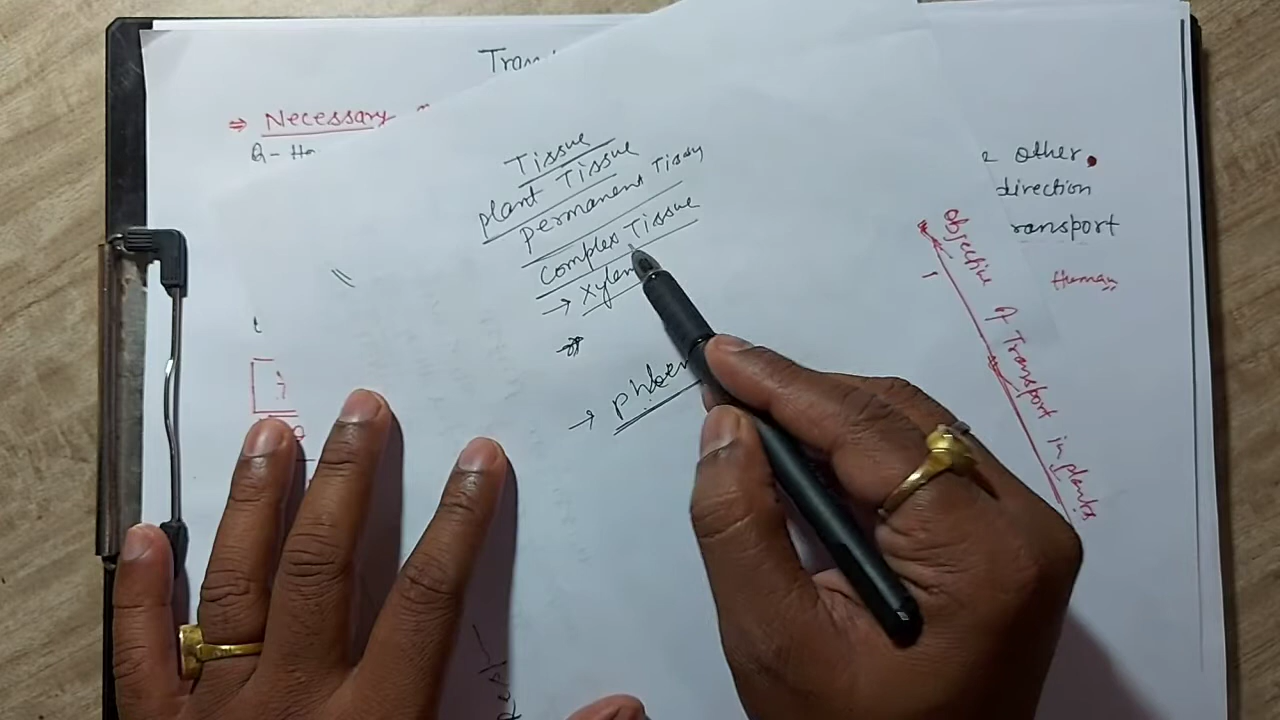 Tran
⇒ Necessary
Q-
Tissue
plant Tissue
permanent Tissu
complex Tissue
→ xylem
→ phloem
other
direction
ransport
Human
objective of Transport in plants